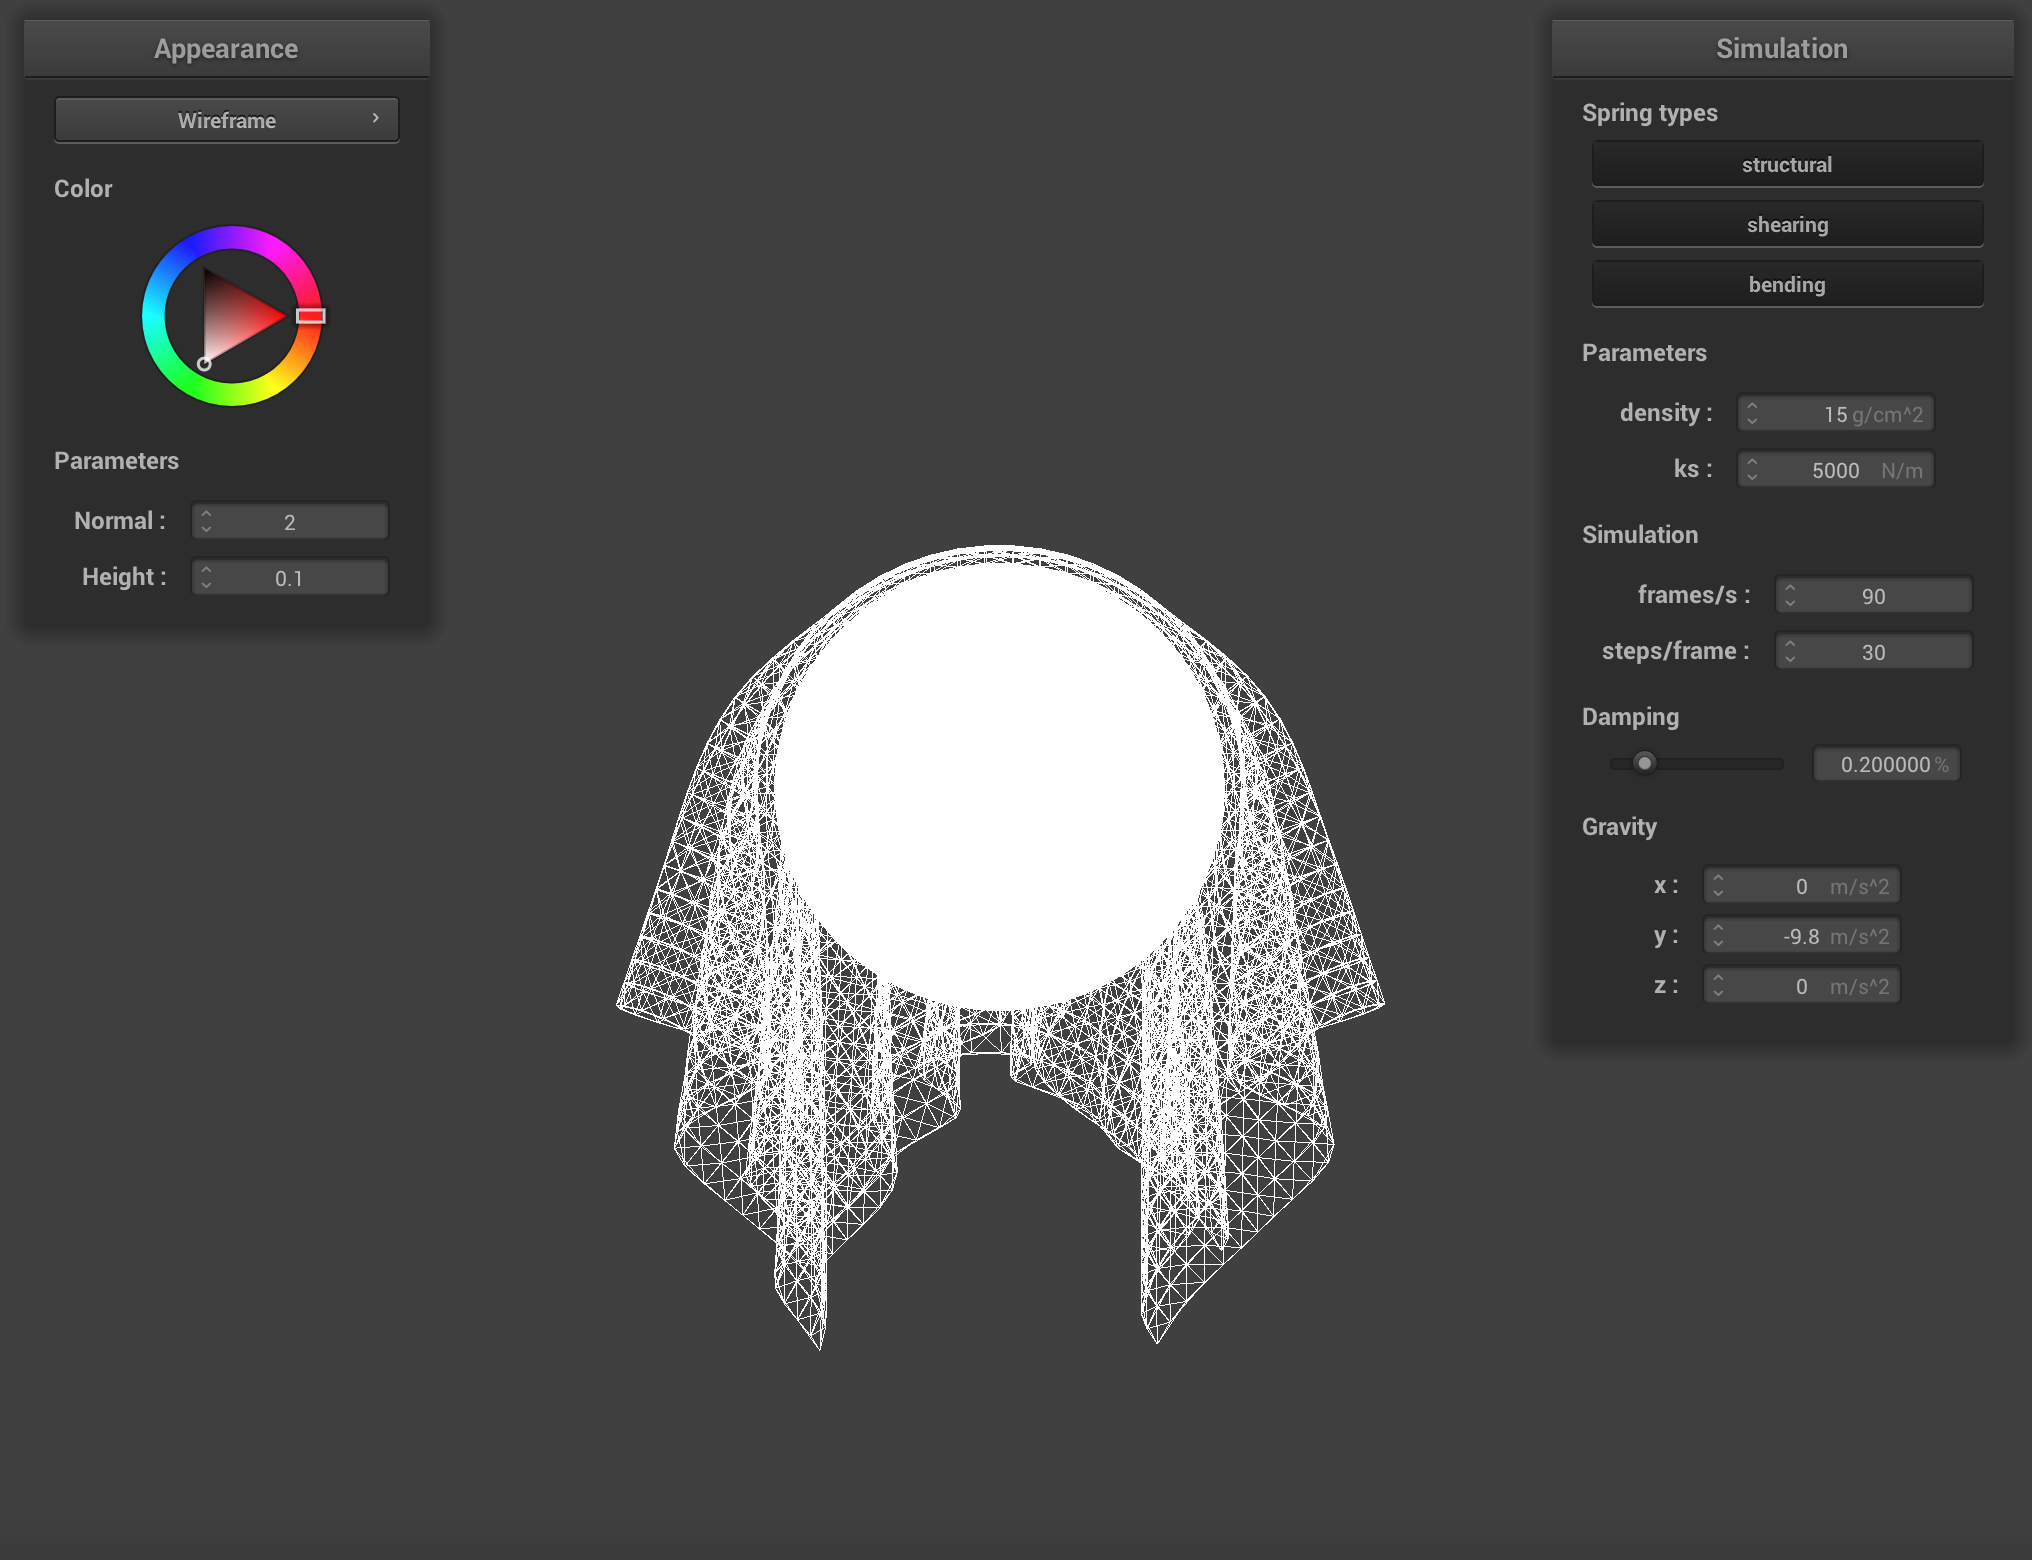 Appearance
Wireframe
Color
Parameters
Normal : 2
Height : 0.1
Simulation
Spring types
structural
shearing
bending
Parameters
density : 15 g/cm^2
ks : 5000 N/m
Simulation
frames/s : 90
steps/frame : 30
Damping
0.200000 %
Gravity
x : 0 m/s^2
y : -9.8 m/s^2
z : 0 m/s^2